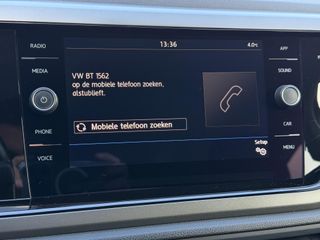 RADIO
MEDIA
PHONE
VOICE
13:36
4.0°C
VW BT 1562
op de mobiele telefoon zoeken,
alstublieft.
Mobiele telefoon zoeken
Setup
APP
SOUND
CAR
MENU